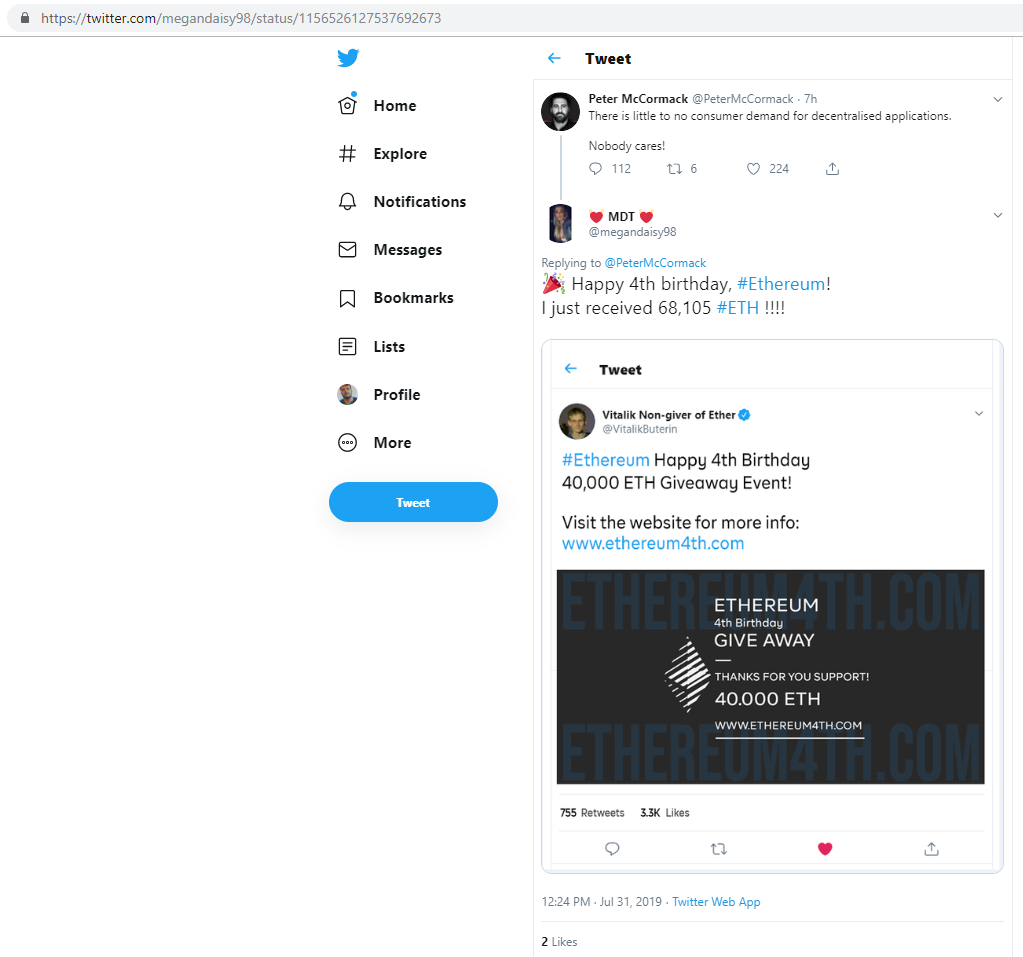 https://twitter.com/megandaisy98/status/1156526127537692673
Home
Explore
Notifications
Messages
Bookmarks
Lists
Profile
More
Tweet
Tweet
Peter McCormack @PeterMcCormack · 7h
There is little to no consumer demand for decentralised applications.
Nobody cares!
112 6 224
MDT
@megandaisy98
Replying to @PeterMcCormack
🎉 Happy 4th birthday, #Ethereum!
I just received 68,105 #ETH !!!!
Tweet
Vitalik Non-giver of Ether
@VitalikButerin
#Ethereum Happy 4th Birthday
40,000 ETH Giveaway Event!
Visit the website for more info:
www.ethereum4th.com
ETHEREUM4TH.COM
ETHEREUM
4th Birthday
GIVE AWAY
THANKS FOR YOU SUPPORT!
40.000 ETH
WWW.ETHEREUM4TH.COM
ETHEREUM4TH.COM
755 Retweets 3.3K Likes
12:24 PM · Jul 31, 2019 · Twitter Web App
2 Likes